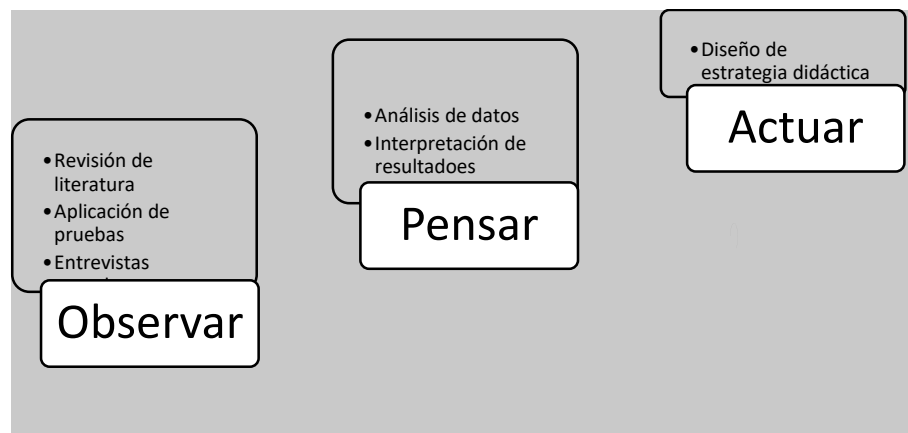 •Revisión de
literatura
•Aplicación de
pruebas
•Entrevistas
Observar
•Análisis de datos
•Interpretación de
resultadoes
Pensar
•Diseño de
estrategia didáctica
Actuar